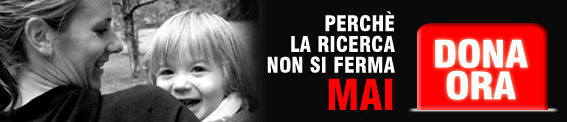 PERCHÈ
LA RICERCA
NON SI FERMA
MAI
DONA
ORA